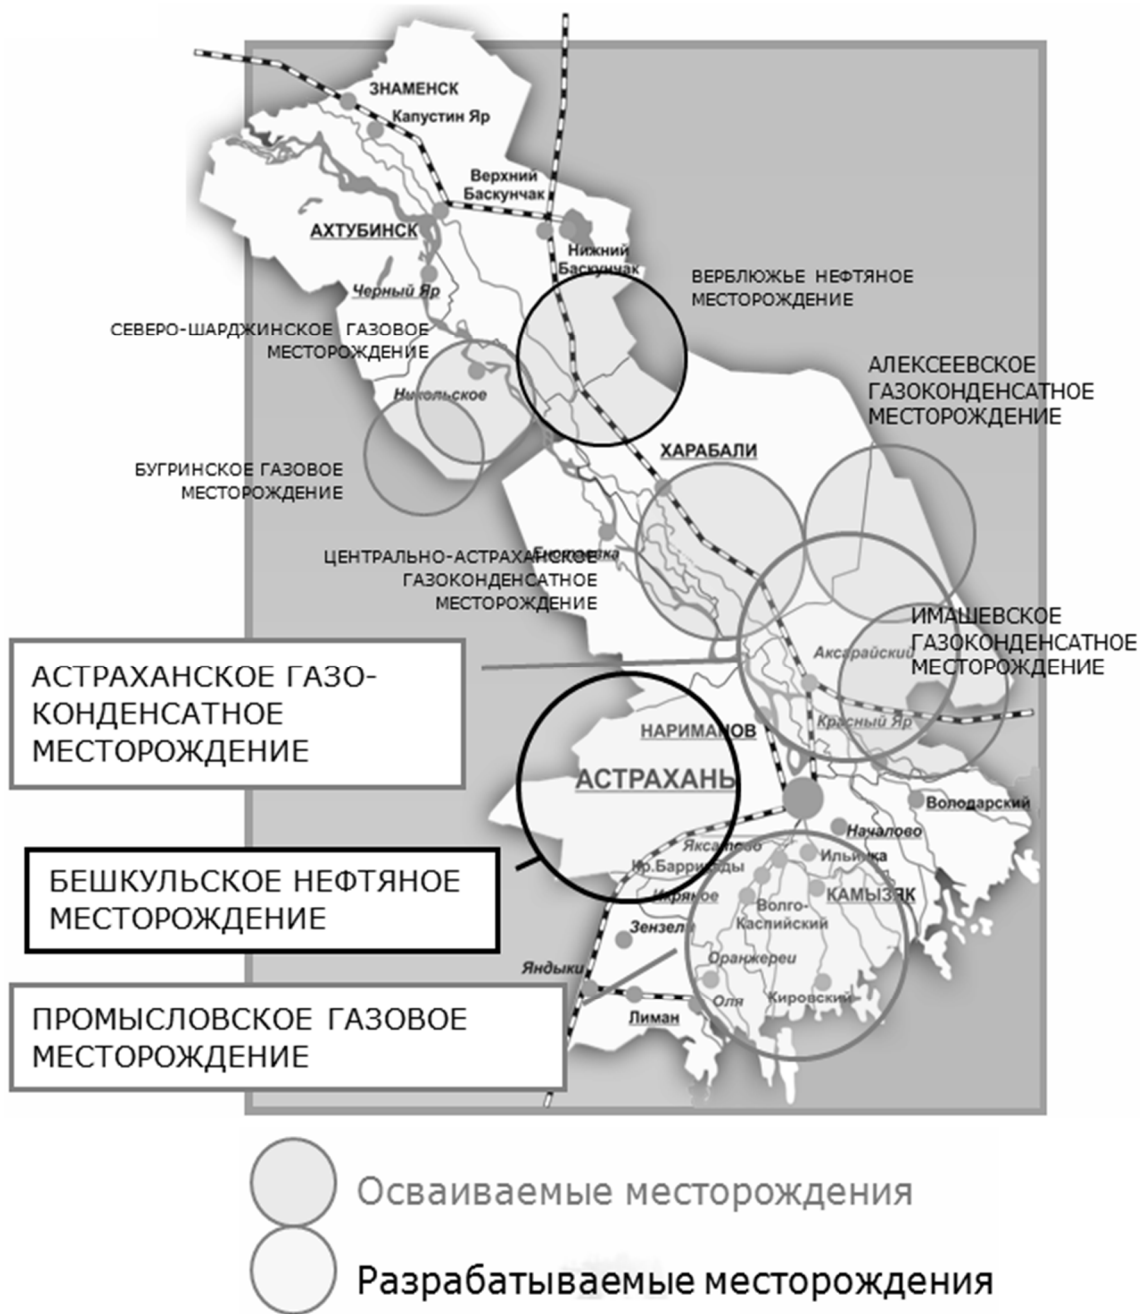 ЗНАМЕНСК
Капустин Яр
Верхний
Баскунчак
АХТУБИНСК
Нижний
Баскунчак
ВЕРБЛЮЖЬЕ НЕФТЯНОЕ
МЕСТОРОЖДЕНИЕ
Черный Яр
СЕВЕРО-ШАРДЖИНСКОЕ ГАЗОВОЕ
МЕСТОРОЖДЕНИЕ
АЛЕКСЕЕВСКОЕ
ГАЗОКОНДЕНСАТНОЕ
МЕСТОРОЖДЕНИЕ
Никольское
ХАРАБАЛИ
БУГРИНСКОЕ ГАЗОВОЕ
МЕСТОРОЖДЕНИЕ
ЦЕНТРАЛЬНО-АСТРАХАНСКОЕ
ГАЗОКОНДЕНСАТНОЕ
МЕСТОРОЖДЕНИЕ
ИМАШЕВСКОЕ
ГАЗОКОНДЕНСАТНОЕ
МЕСТОРОЖДЕНИЕ
Аксарайский
АСТРАХАНСКОЕ ГАЗО-
КОНДЕНСАТНОЕ
МЕСТОРОЖДЕНИЕ
Красный Яр
НАРИМАНОВ
АСТРАХАНЬ
Володарский
Началово
Яксатово
Ильинка
Кр.Баррикады
БЕШКУЛЬСКОЕ НЕФТЯНОЕ
МЕСТОРОЖДЕНИЕ
Икряное
КАМЫЗЯК
Волго-
Каспийский
Зензели
Оранжереи
Яндыки
Оля
Кировский
Лиман
ПРОМЫСЛОВСКОЕ ГАЗОВОЕ
МЕСТОРОЖДЕНИЕ
Осваиваемые месторождения
Разрабатываемые месторождения